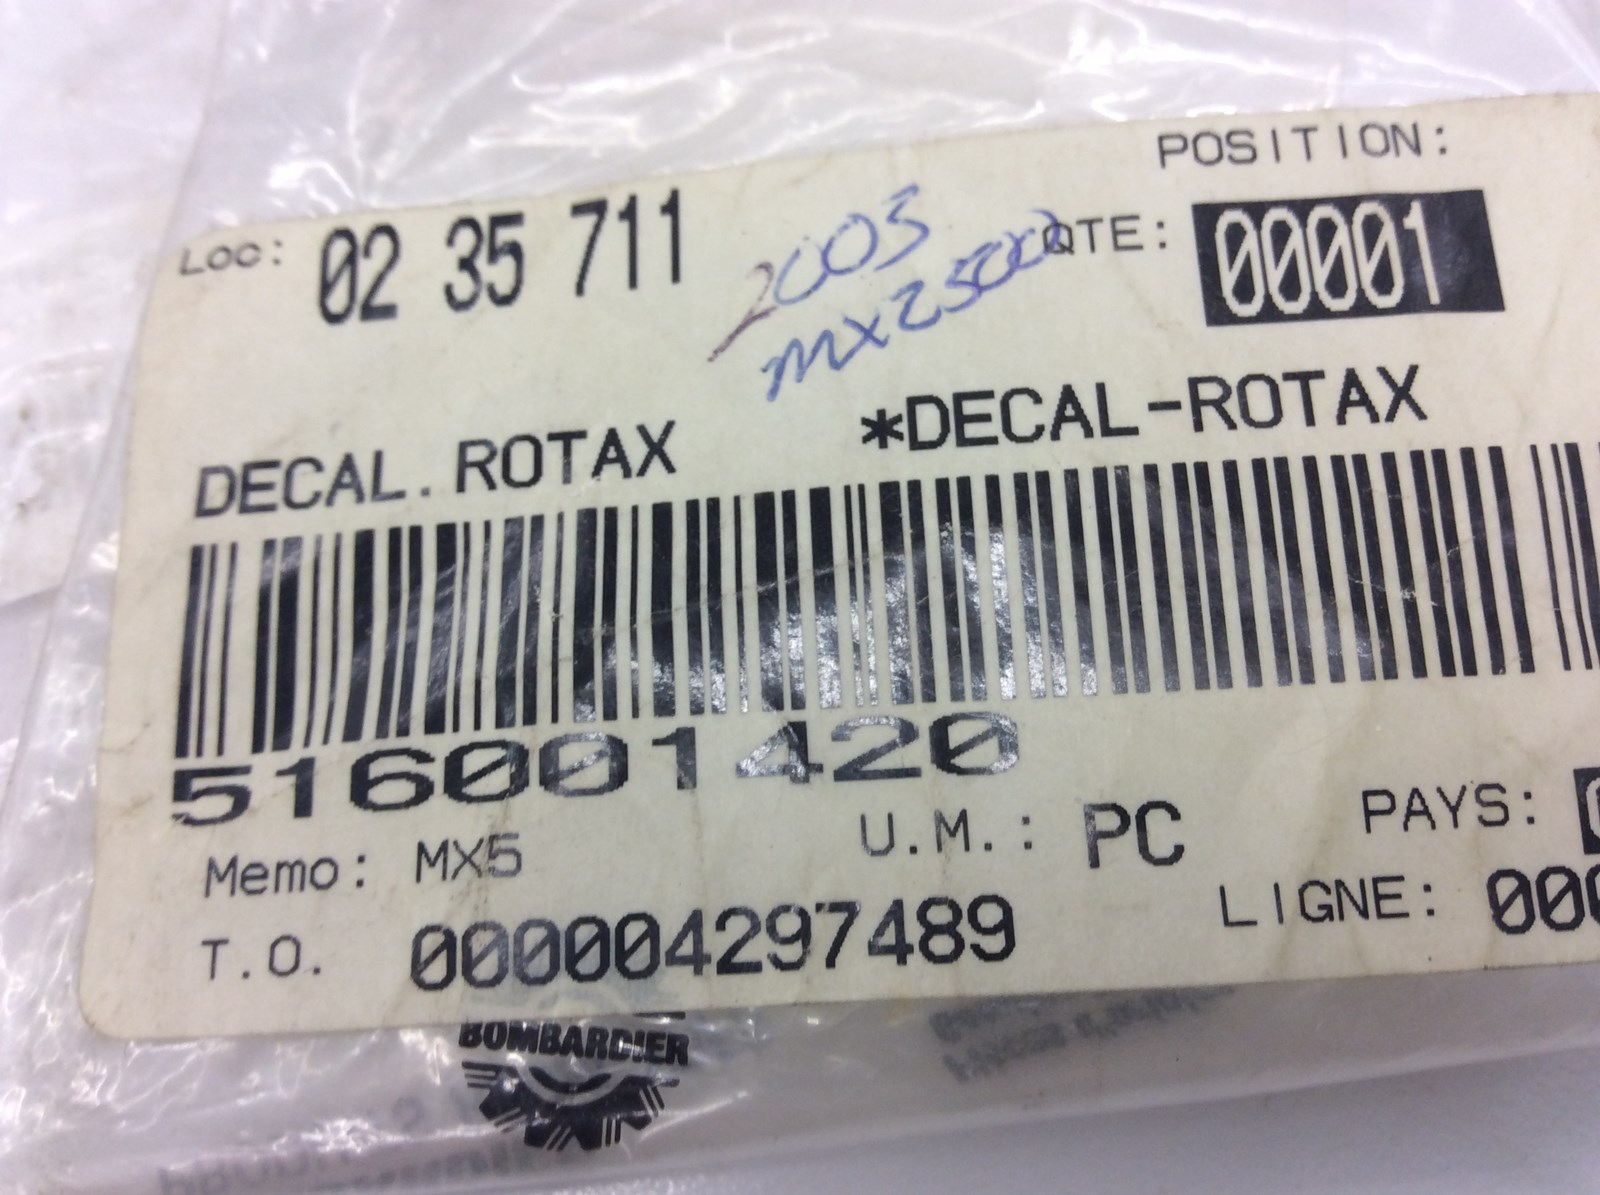 POSITION:
Loc: 02 35 711
2003
QTE: 00001
MX2500
DECAL.ROTAX *DECAL-ROTAX
516001420
U.M.: PC
PAYS:
Memo: MX5
LIGNE:
T.O. 000004297489
BOMBARDIER